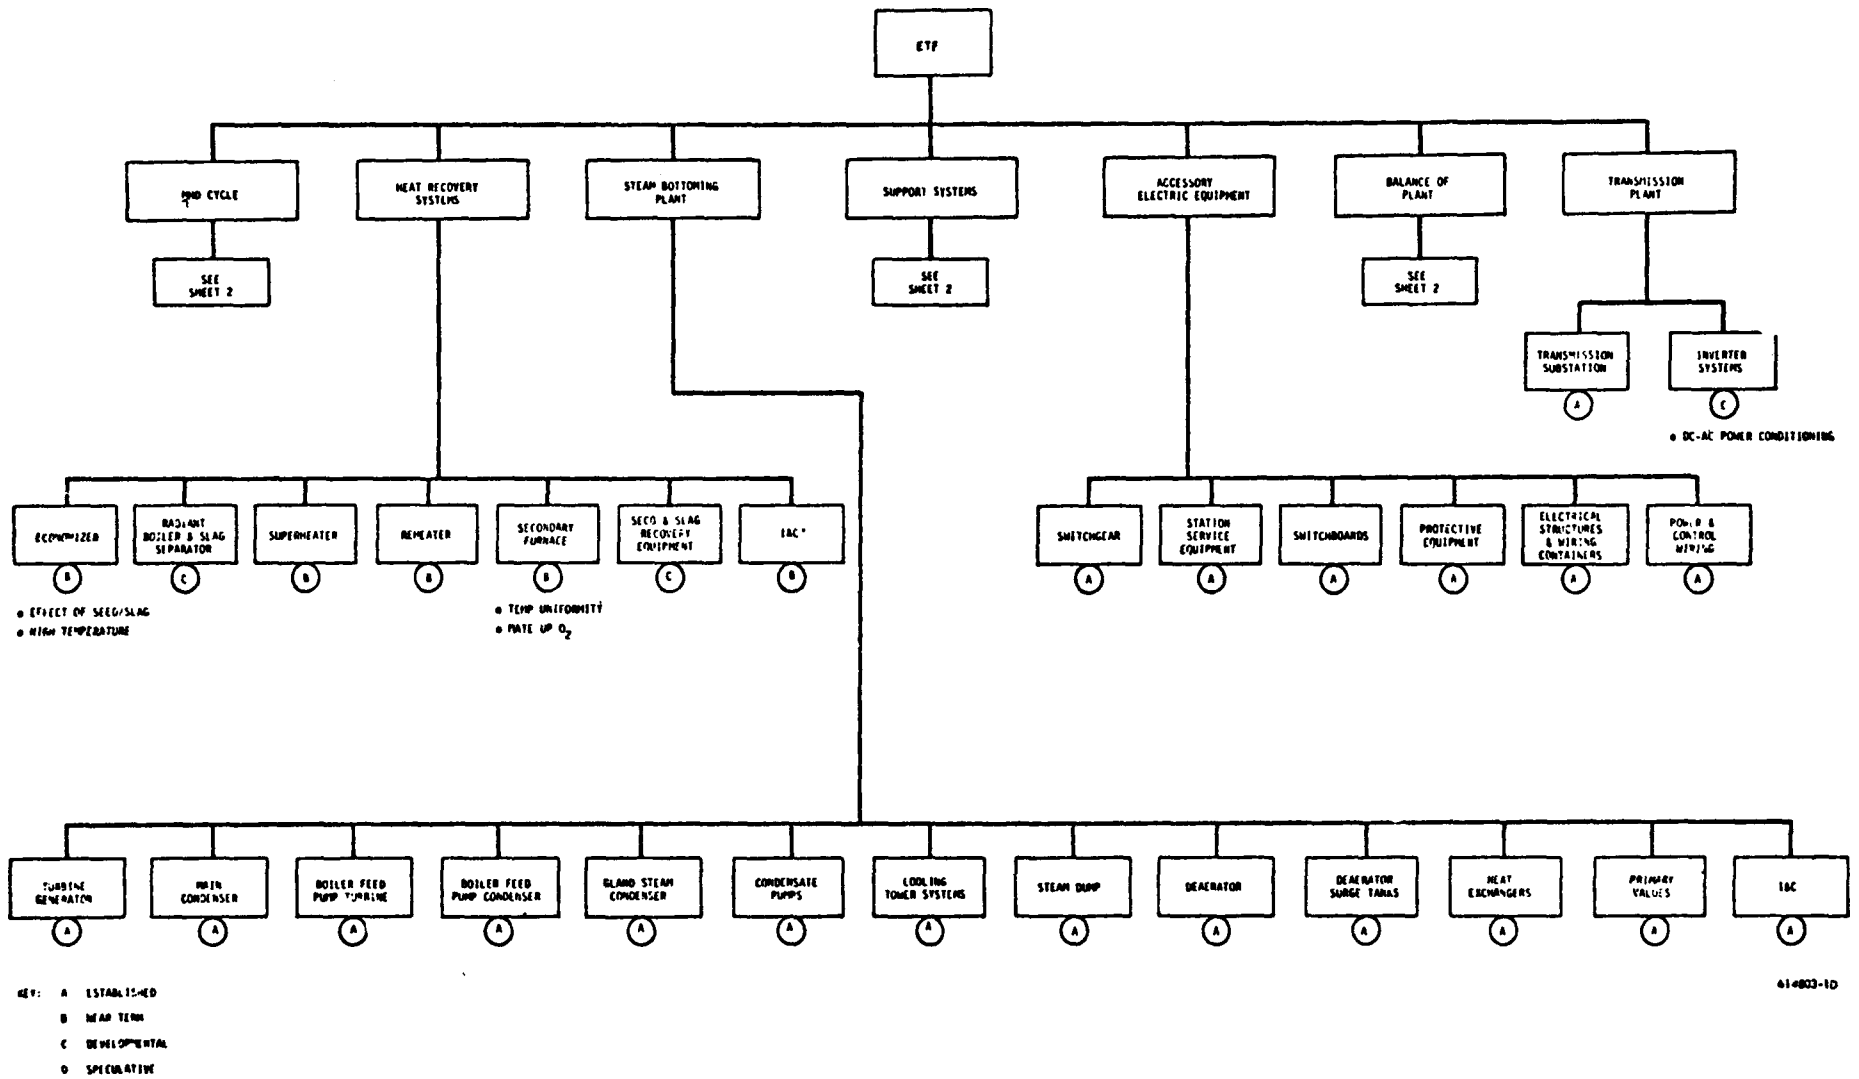 ETF
MHD CYCLE
HEAT RECOVERY
SYSTEMS
STEAM BOTTOMING
PLANT
SUPPORT SYSTEMS
ACCESSORY
ELECTRIC EQUIPMENT
BALANCE OF
PLANT
TRANSMISSION
PLANT
SEE
SHEET 2
SEE
SHEET 2
SEE
SHEET 2
TRANSMISSION
SUBSTATION
A
INVERTER
SYSTEMS
C
• DC-AC POWER CONDITIONING
ECONOMIZER
B
• EFFECT OF SEED/SLAG
• HIGH TEMPERATURE
RADIANT
BOILER & SLAG
SEPARATOR
C
SUPERHEATER
B
REHEATER
B
SECONDARY
FURNACE
B
• TEMP UNIFORMITY
• MATE UP O2
SEED & SLAG
RECOVERY
EQUIPMENT
C
I&C*
B
SWITCHGEAR
A
STATION
SERVICE
EQUIPMENT
A
SWITCHBOARDS
A
PROTECTIVE
EQUIPMENT
A
ELECTRICAL
STRUCTURES
& WIRING
CONTAINERS
A
POWER &
CONTROL
WIRING
A
TURBINE
GENERATOR
A
MAIN
CONDENSER
A
BOILER FEED
PUMP TURBINE
A
BOILER FEED
PUMP CONDENSER
A
GLAND STEAM
CONDENSER
A
CONDENSATE
PUMPS
A
COOLING
TOWER SYSTEMS
A
STEAM DUMP
A
DEAERATOR
A
DEAERATOR
SURGE TANKS
A
HEAT
EXCHANGERS
A
PRIMARY
VALUES
A
I&C
A
KEY: A ESTABLISHED
B NEAR TERM
C DEVELOPMENTAL
D SPECULATIVE
614803-1D